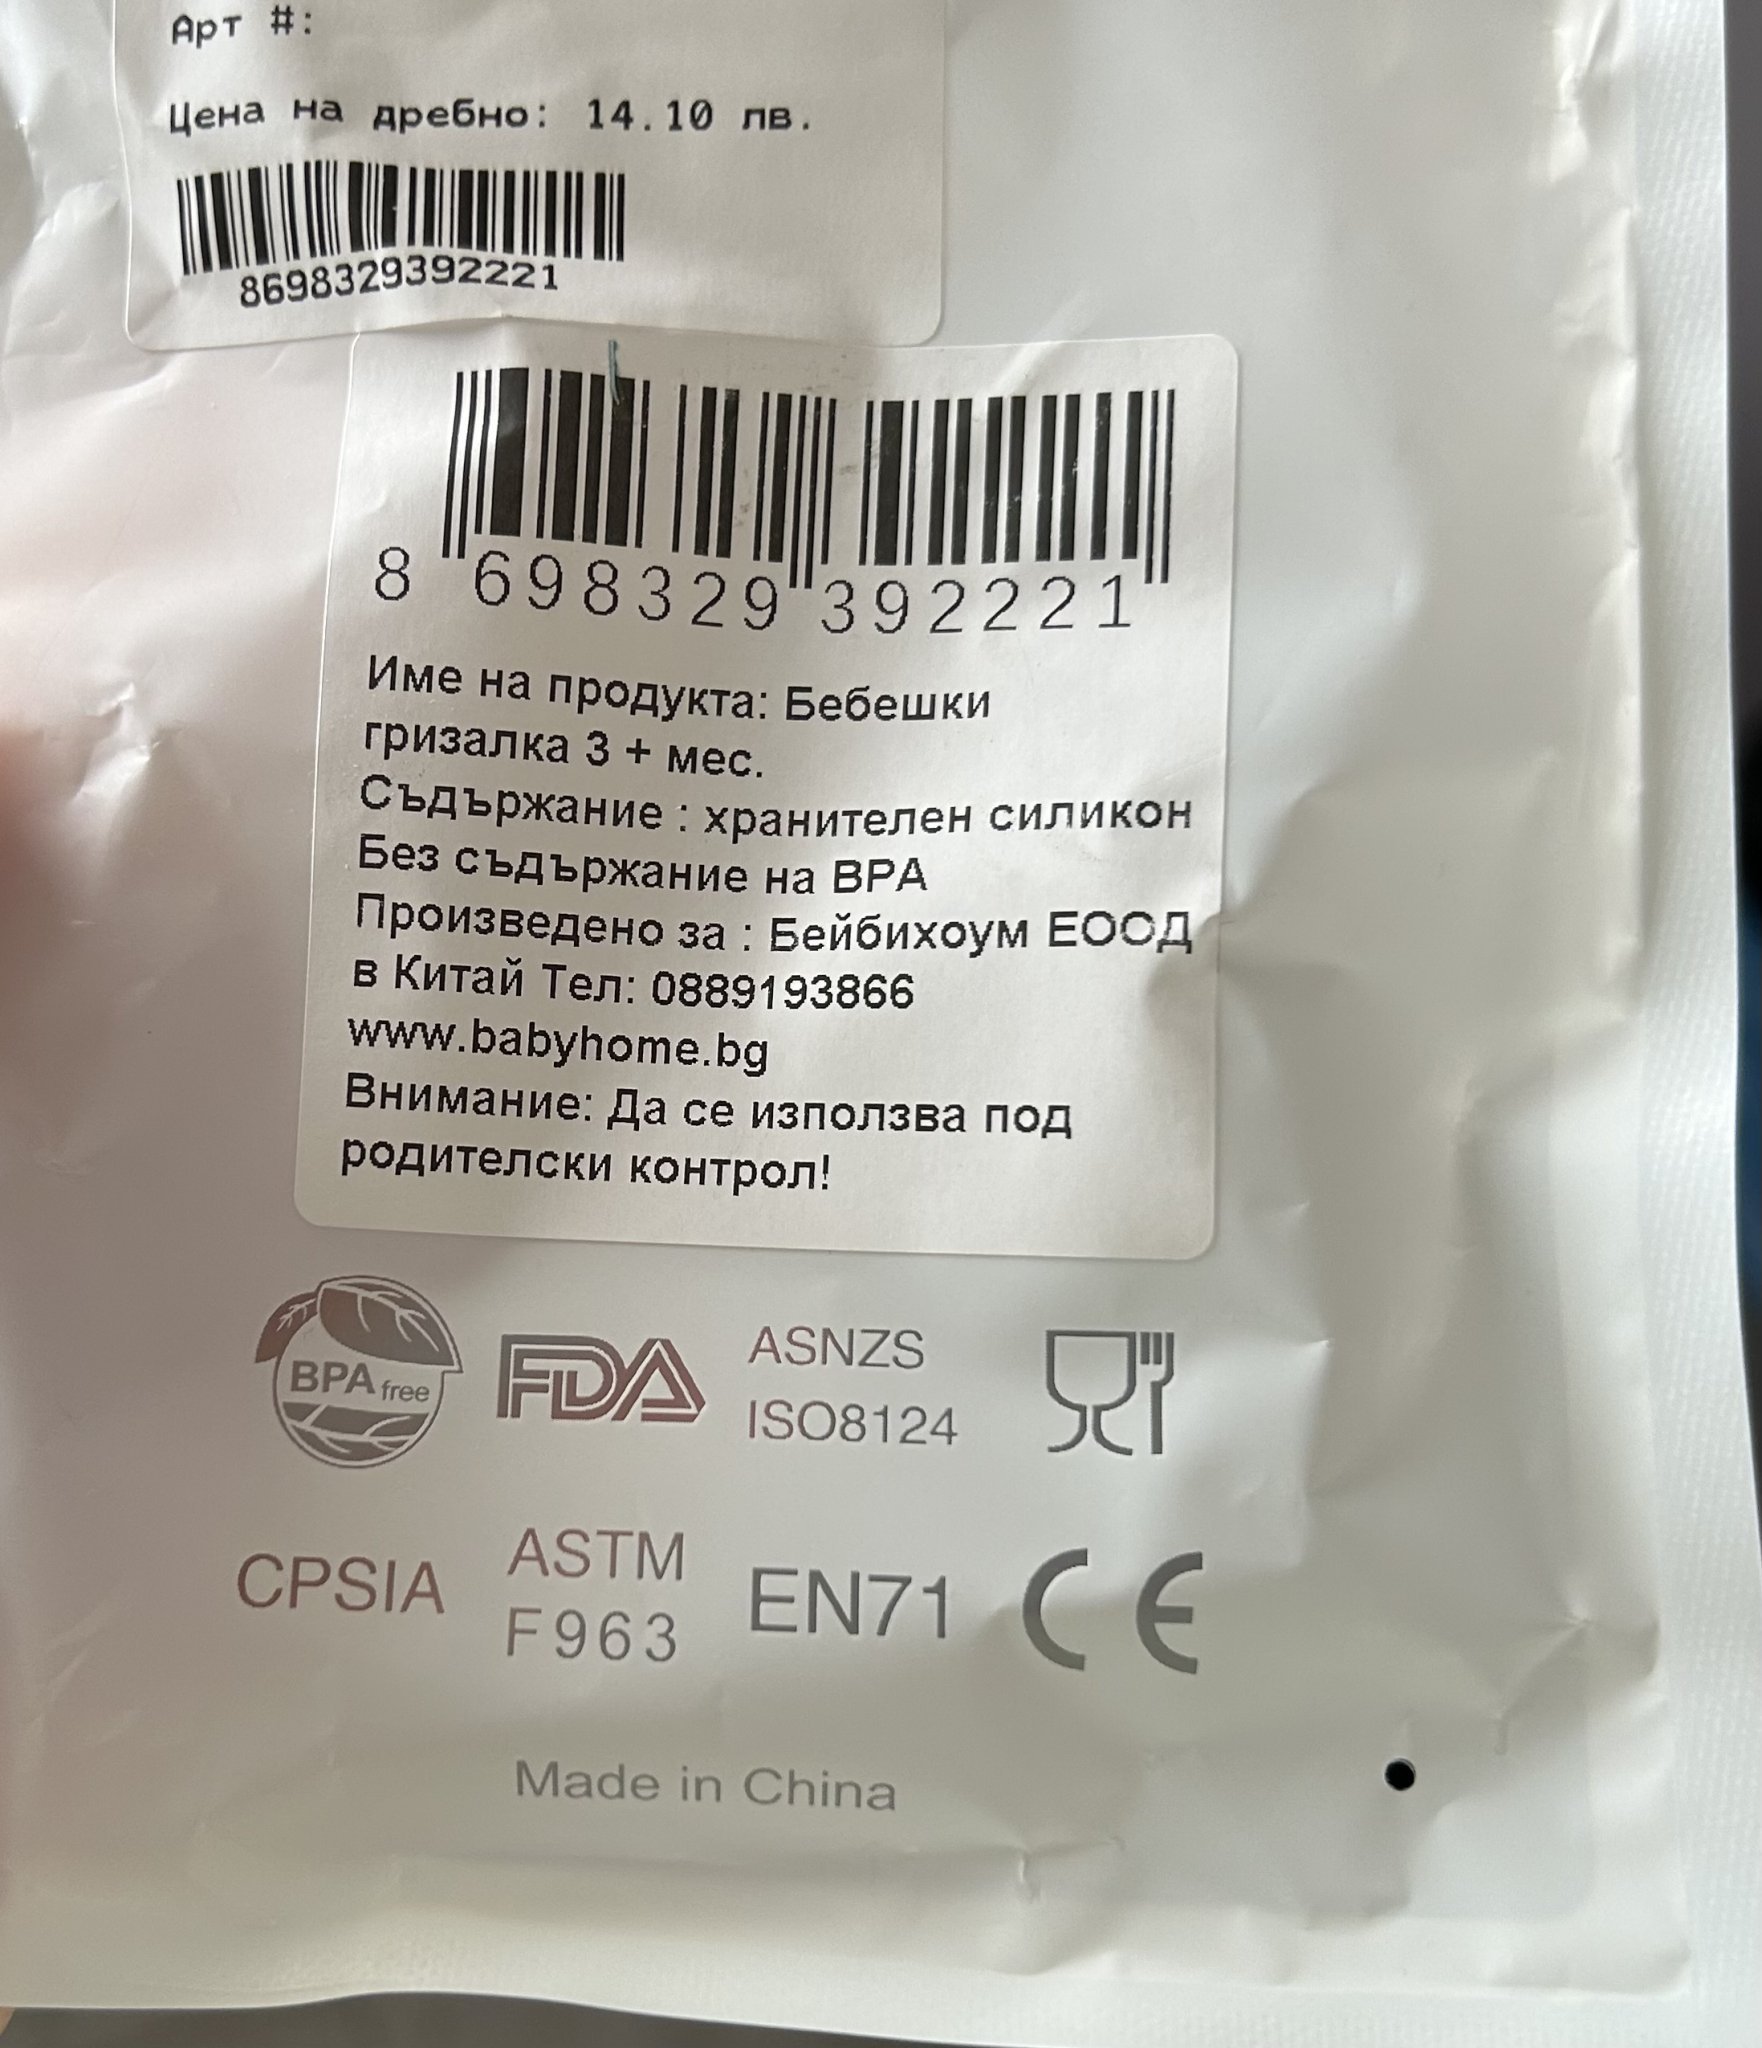 Арт #:
Цена на дребно: 14.10 лв.
8698329392221
8 698329 392221
Име на продукта: Бебешки
гризалка 3 + мес.
Съдържание : хранителен силикон
Без съдържание на BPA
Произведено за : Бейбихоум ЕООД
в Китай Тел: 0889193866
www.babyhome.bg
Внимание: Да се използва под
родителски контрол!
BPA free
FDA
ASNZS
ISO8124
CPSIA
ASTM
F963
EN71
CE
Made in China